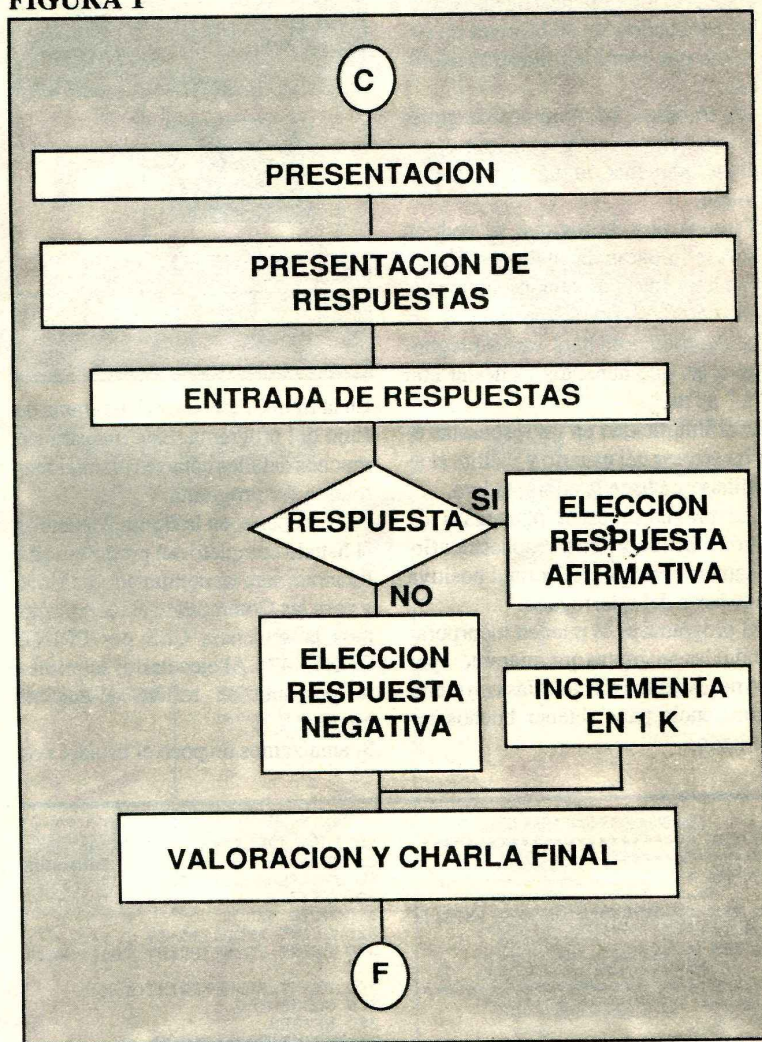 FIGURA 1
C
PRESENTACION
PRESENTACION DE
RESPUESTAS
ENTRADA DE RESPUESTAS
RESPUESTA
SI
ELECCION
RESPUESTA
AFIRMATIVA
NO
ELECCION
RESPUESTA
NEGATIVA
INCREMENTA
EN 1 K
VALORACION Y CHARLA FINAL
F